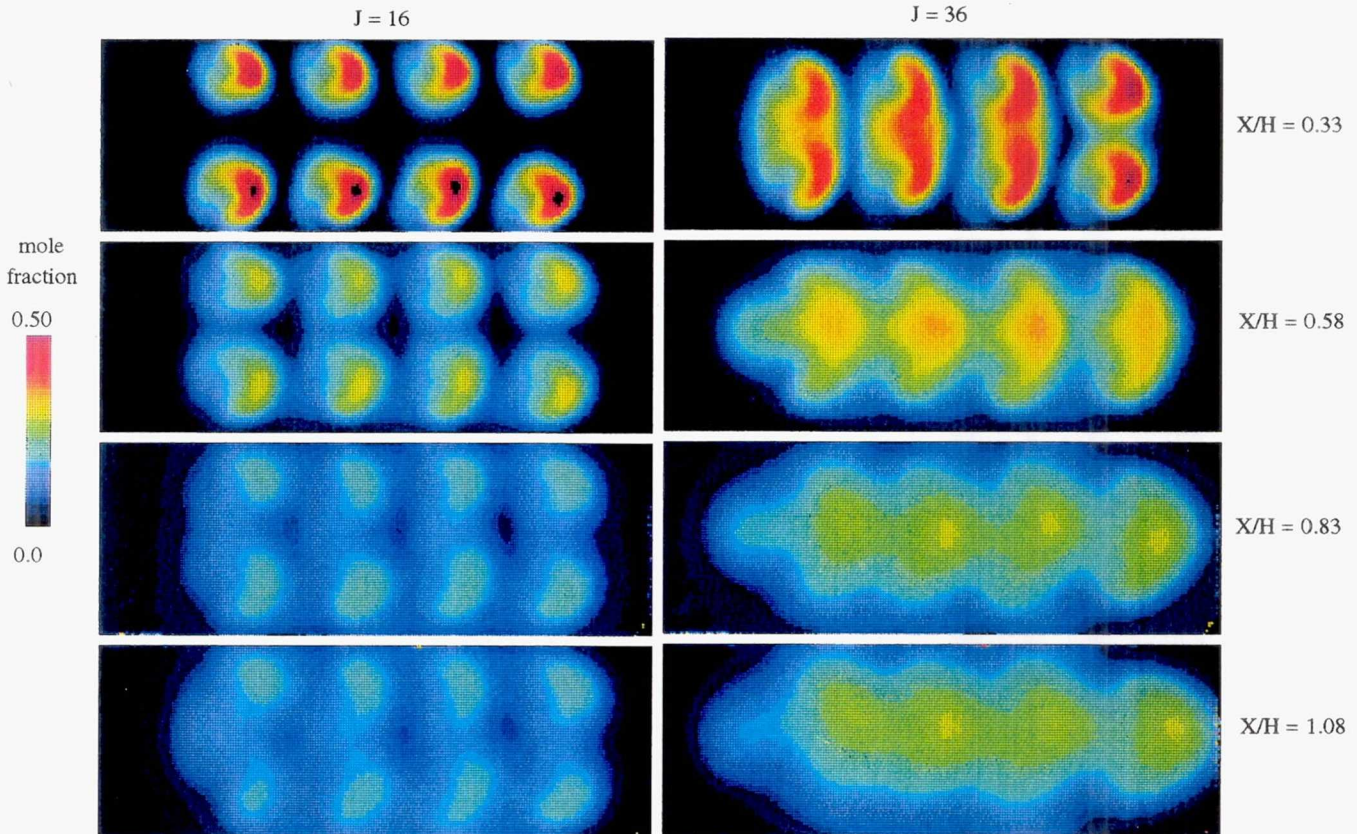 J = 16
J = 36
X/H = 0.33
mole
fraction
0.50
X/H = 0.58
X/H = 0.83
0.0
X/H = 1.08